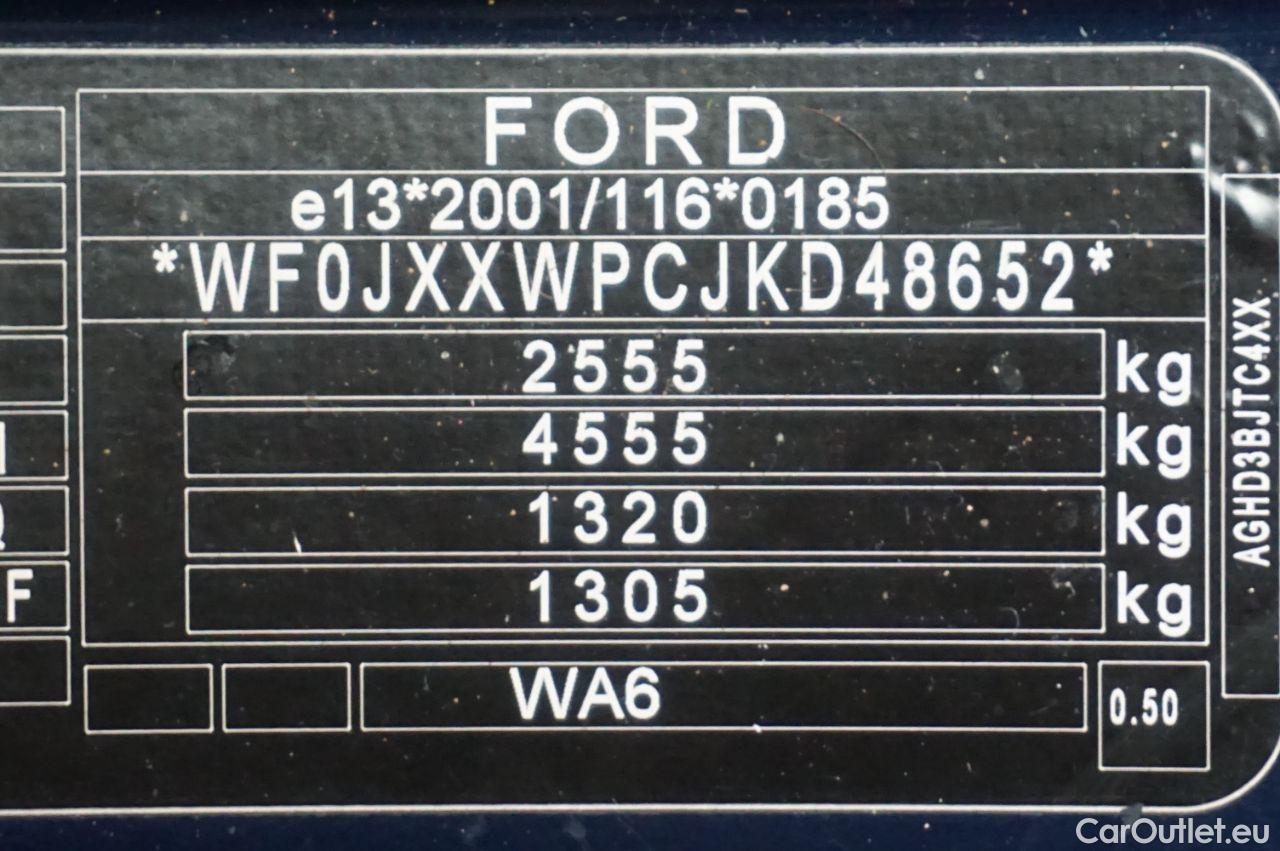 FORD
e13*2001/116*0185
*WF0JXXWPCJKD48652*
2555 kg
4555 kg
1320 kg
1305 kg
F
WA6
0.50
AGHD3BJTC4XX
CarOutlet.eu